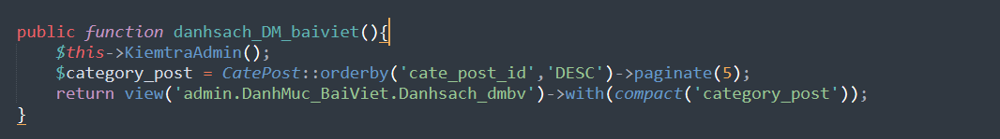 public function danhsach_DM_baiviet(){
    $this->KiemtraAdmin();
    $category_post = CatePost::orderby('cate_post_id','DESC')->paginate(5);
    return view('admin.DanhMuc_BaiViet.Danhsach_dmbv')->with(compact('category_post'));
}